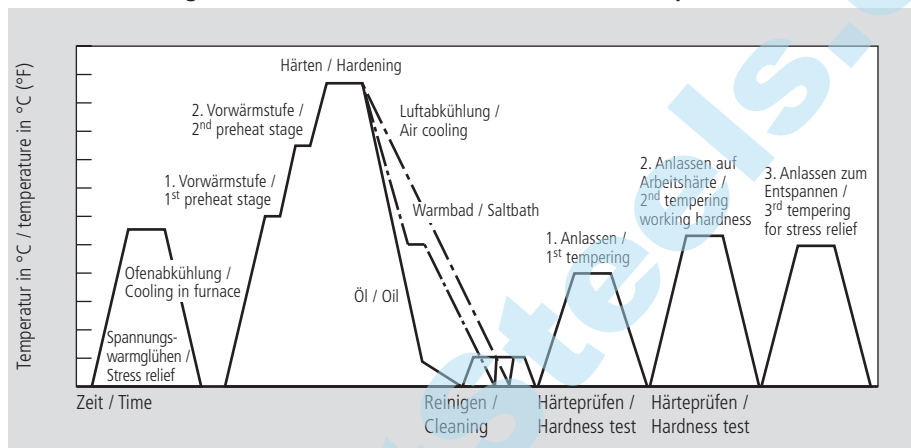 Temperatur in °C / temperature in °C (°F)
Härten / Hardening
2. Vorwärmstufe /
2nd preheat stage
1. Vorwärmstufe /
1st preheat stage
Luftabkühlung /
Air cooling
Warmbad / Saltbath
Öl / Oil
Ofenabkühlung /
Cooling in furnace
Spannungs-
warmglühen /
Stress relief
1. Anlassen /
1st tempering
2. Anlassen auf
Arbeitshärte /
2nd tempering
working hardness
3. Anlassen zum
Entspannen /
3rd tempering
for stress relief
Zeit / Time
Reinigen /
Cleaning
Härteprüfen /
Hardness test
Härteprüfen /
Hardness test